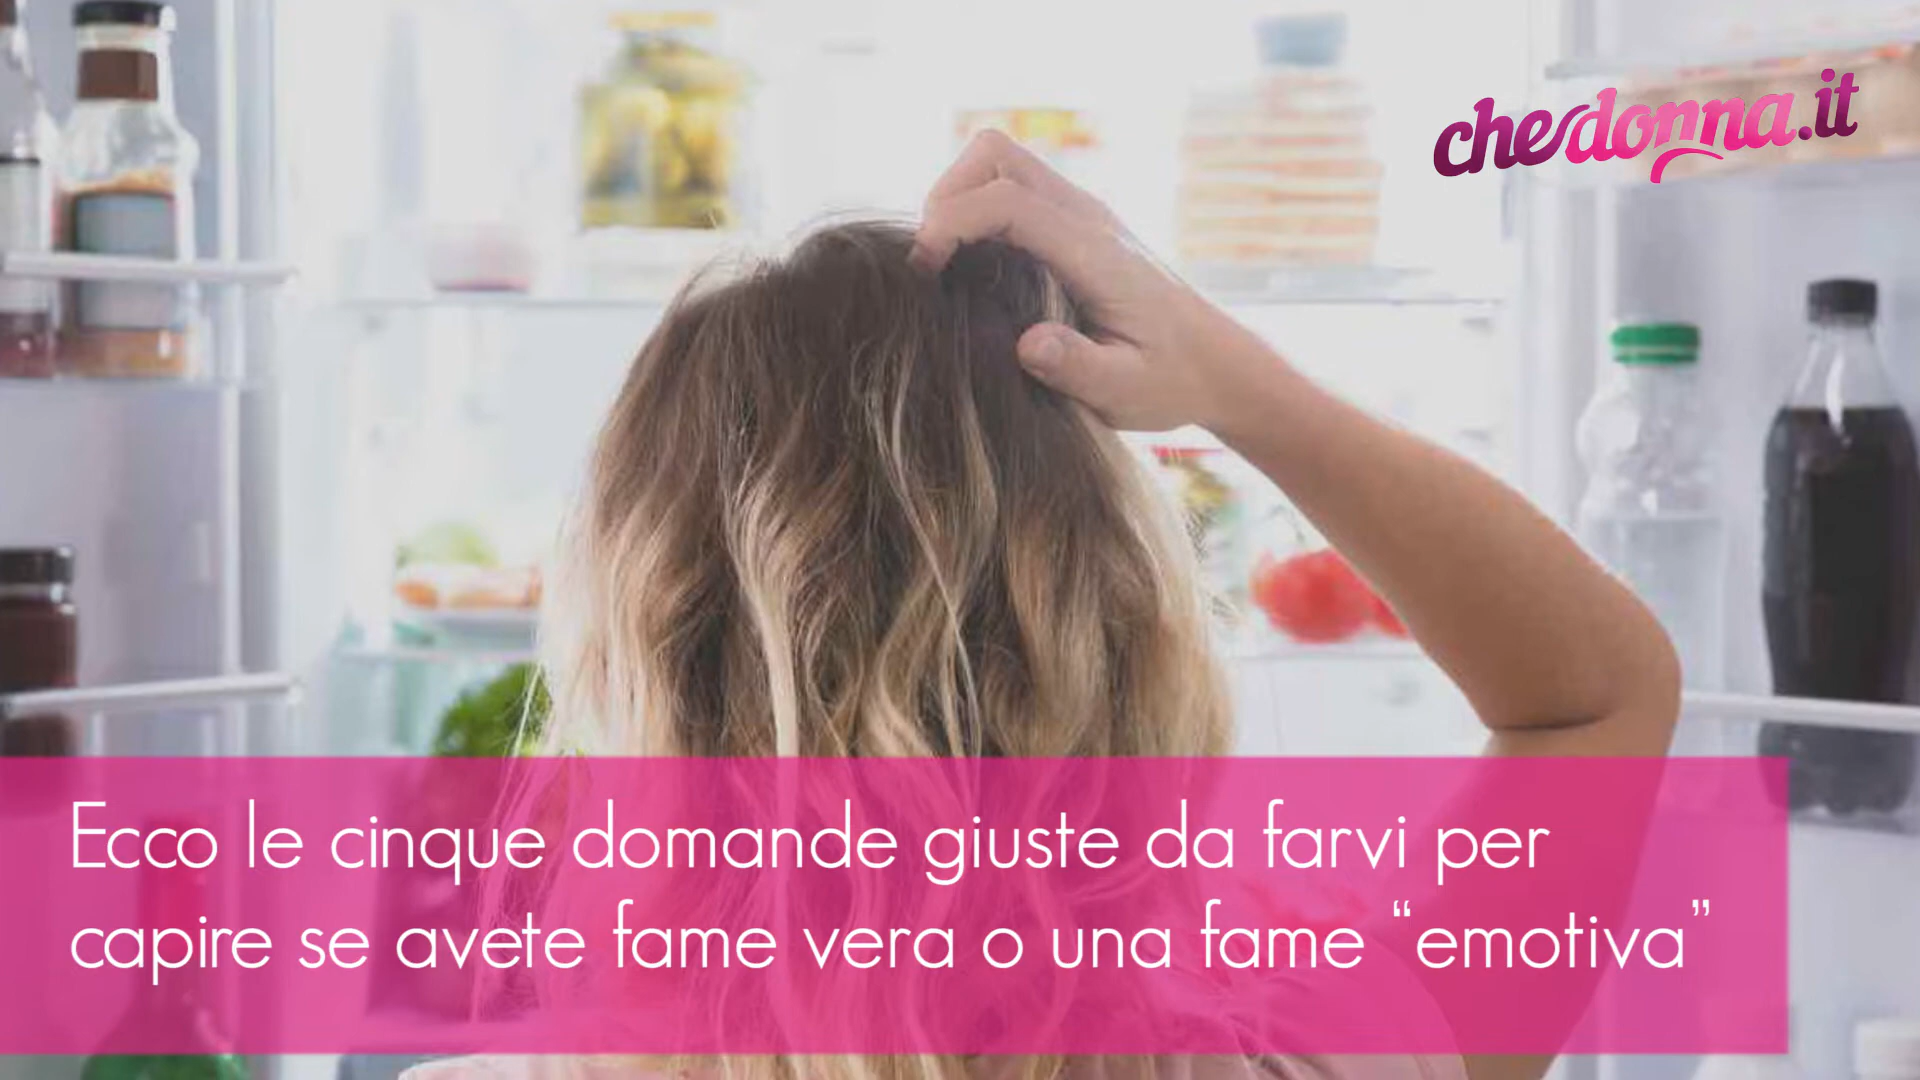 chedonna.it
Ecco le cinque domande giuste da farvi per
capire se avete fame vera o una fame “emotiva”